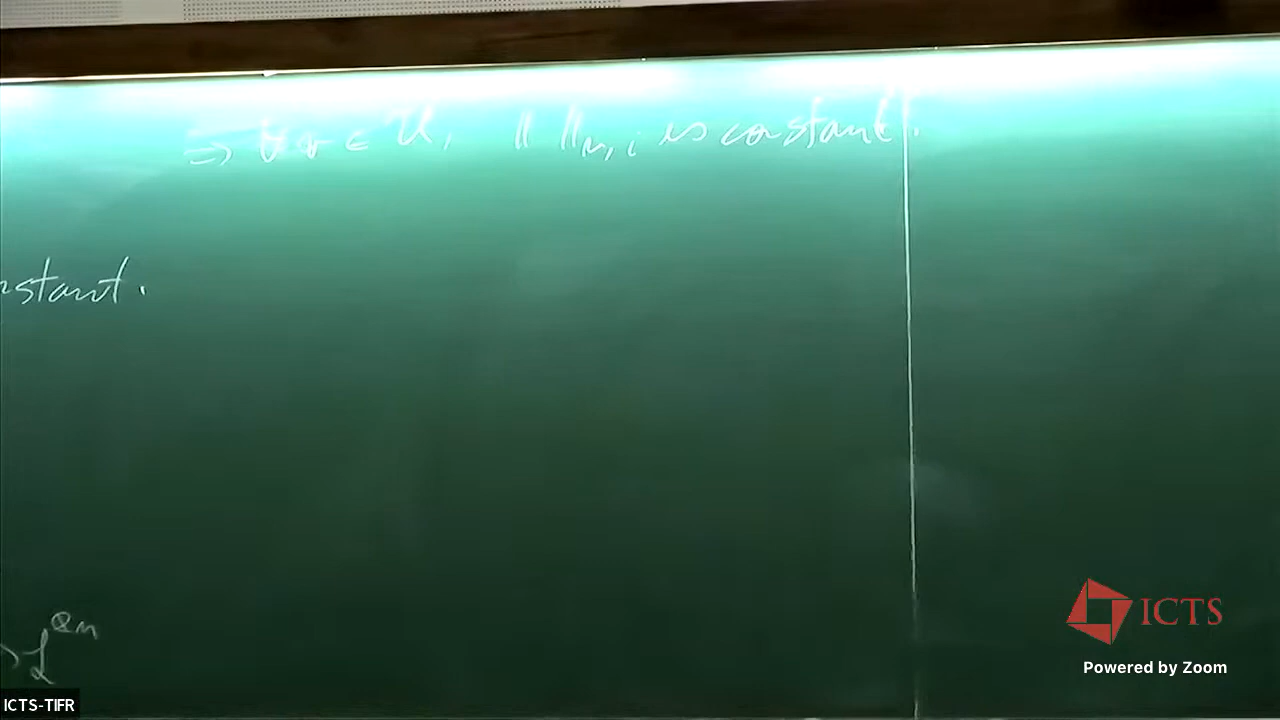 ⇒ ∀ v ∈ U, ‖ ‖_{v,i} is constant.
nstant.
→ L^{⊗n}
ICTS
Powered by Zoom
ICTS-TIFR